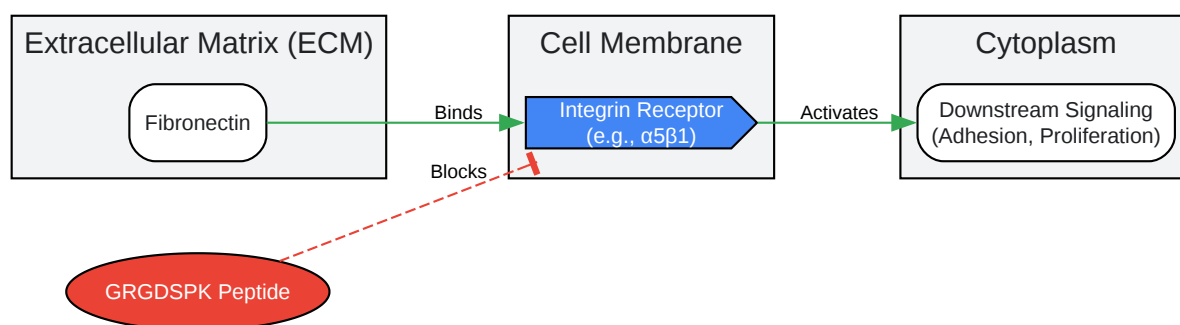 Extracellular Matrix (ECM)
Cell Membrane
Cytoplasm
Fibronectin
Binds
Integrin Receptor
(e.g., α5β1)
Activates
Downstream Signaling
(Adhesion, Proliferation)
Blocks
GRGDSPK Peptide